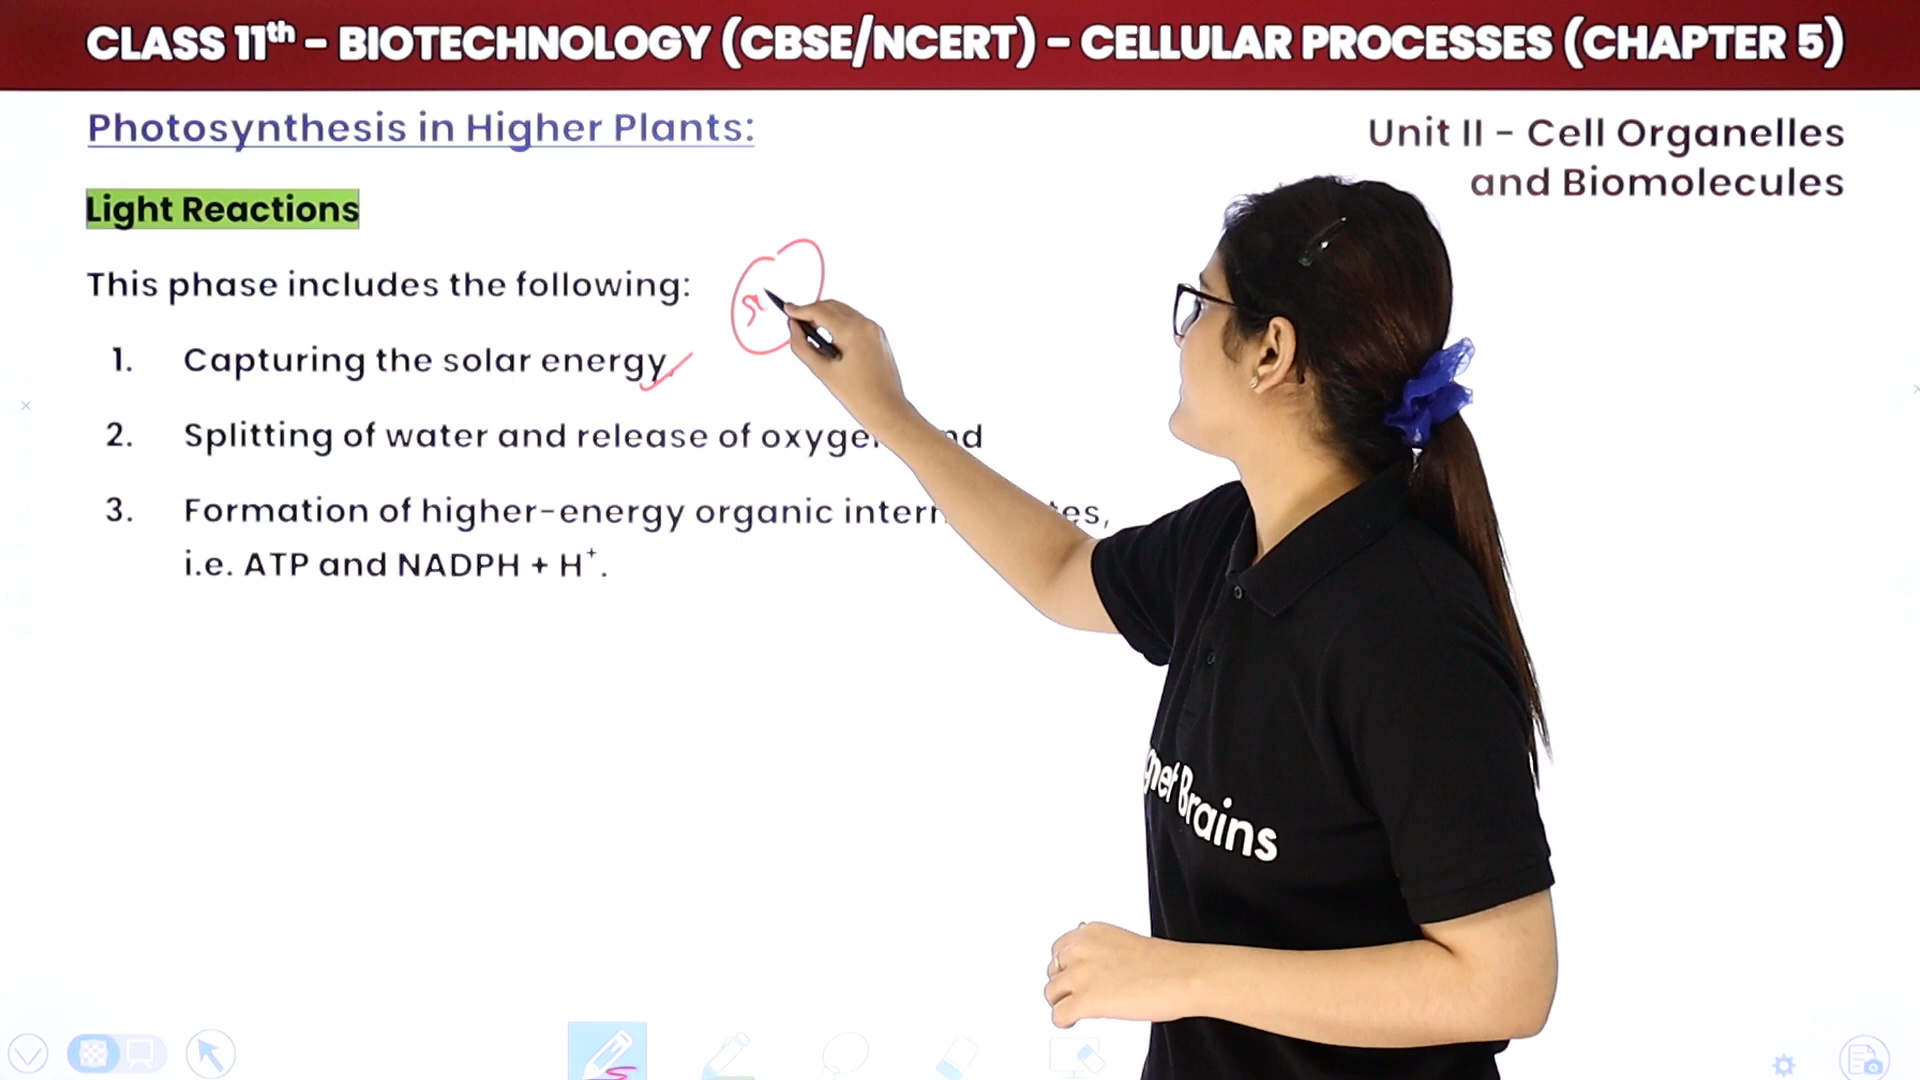 CLASS 11th - BIOTECHNOLOGY (CBSE/NCERT) - CELLULAR PROCESSES (CHAPTER 5)
Photosynthesis in Higher Plants:
Unit II - Cell Organelles
and Biomolecules
Light Reactions
This phase includes the following:
1. Capturing the solar energy
2. Splitting of water and release of
3. Formation of higher-energy organic
i.e. ATP and NADPH + H⁺.
Brains